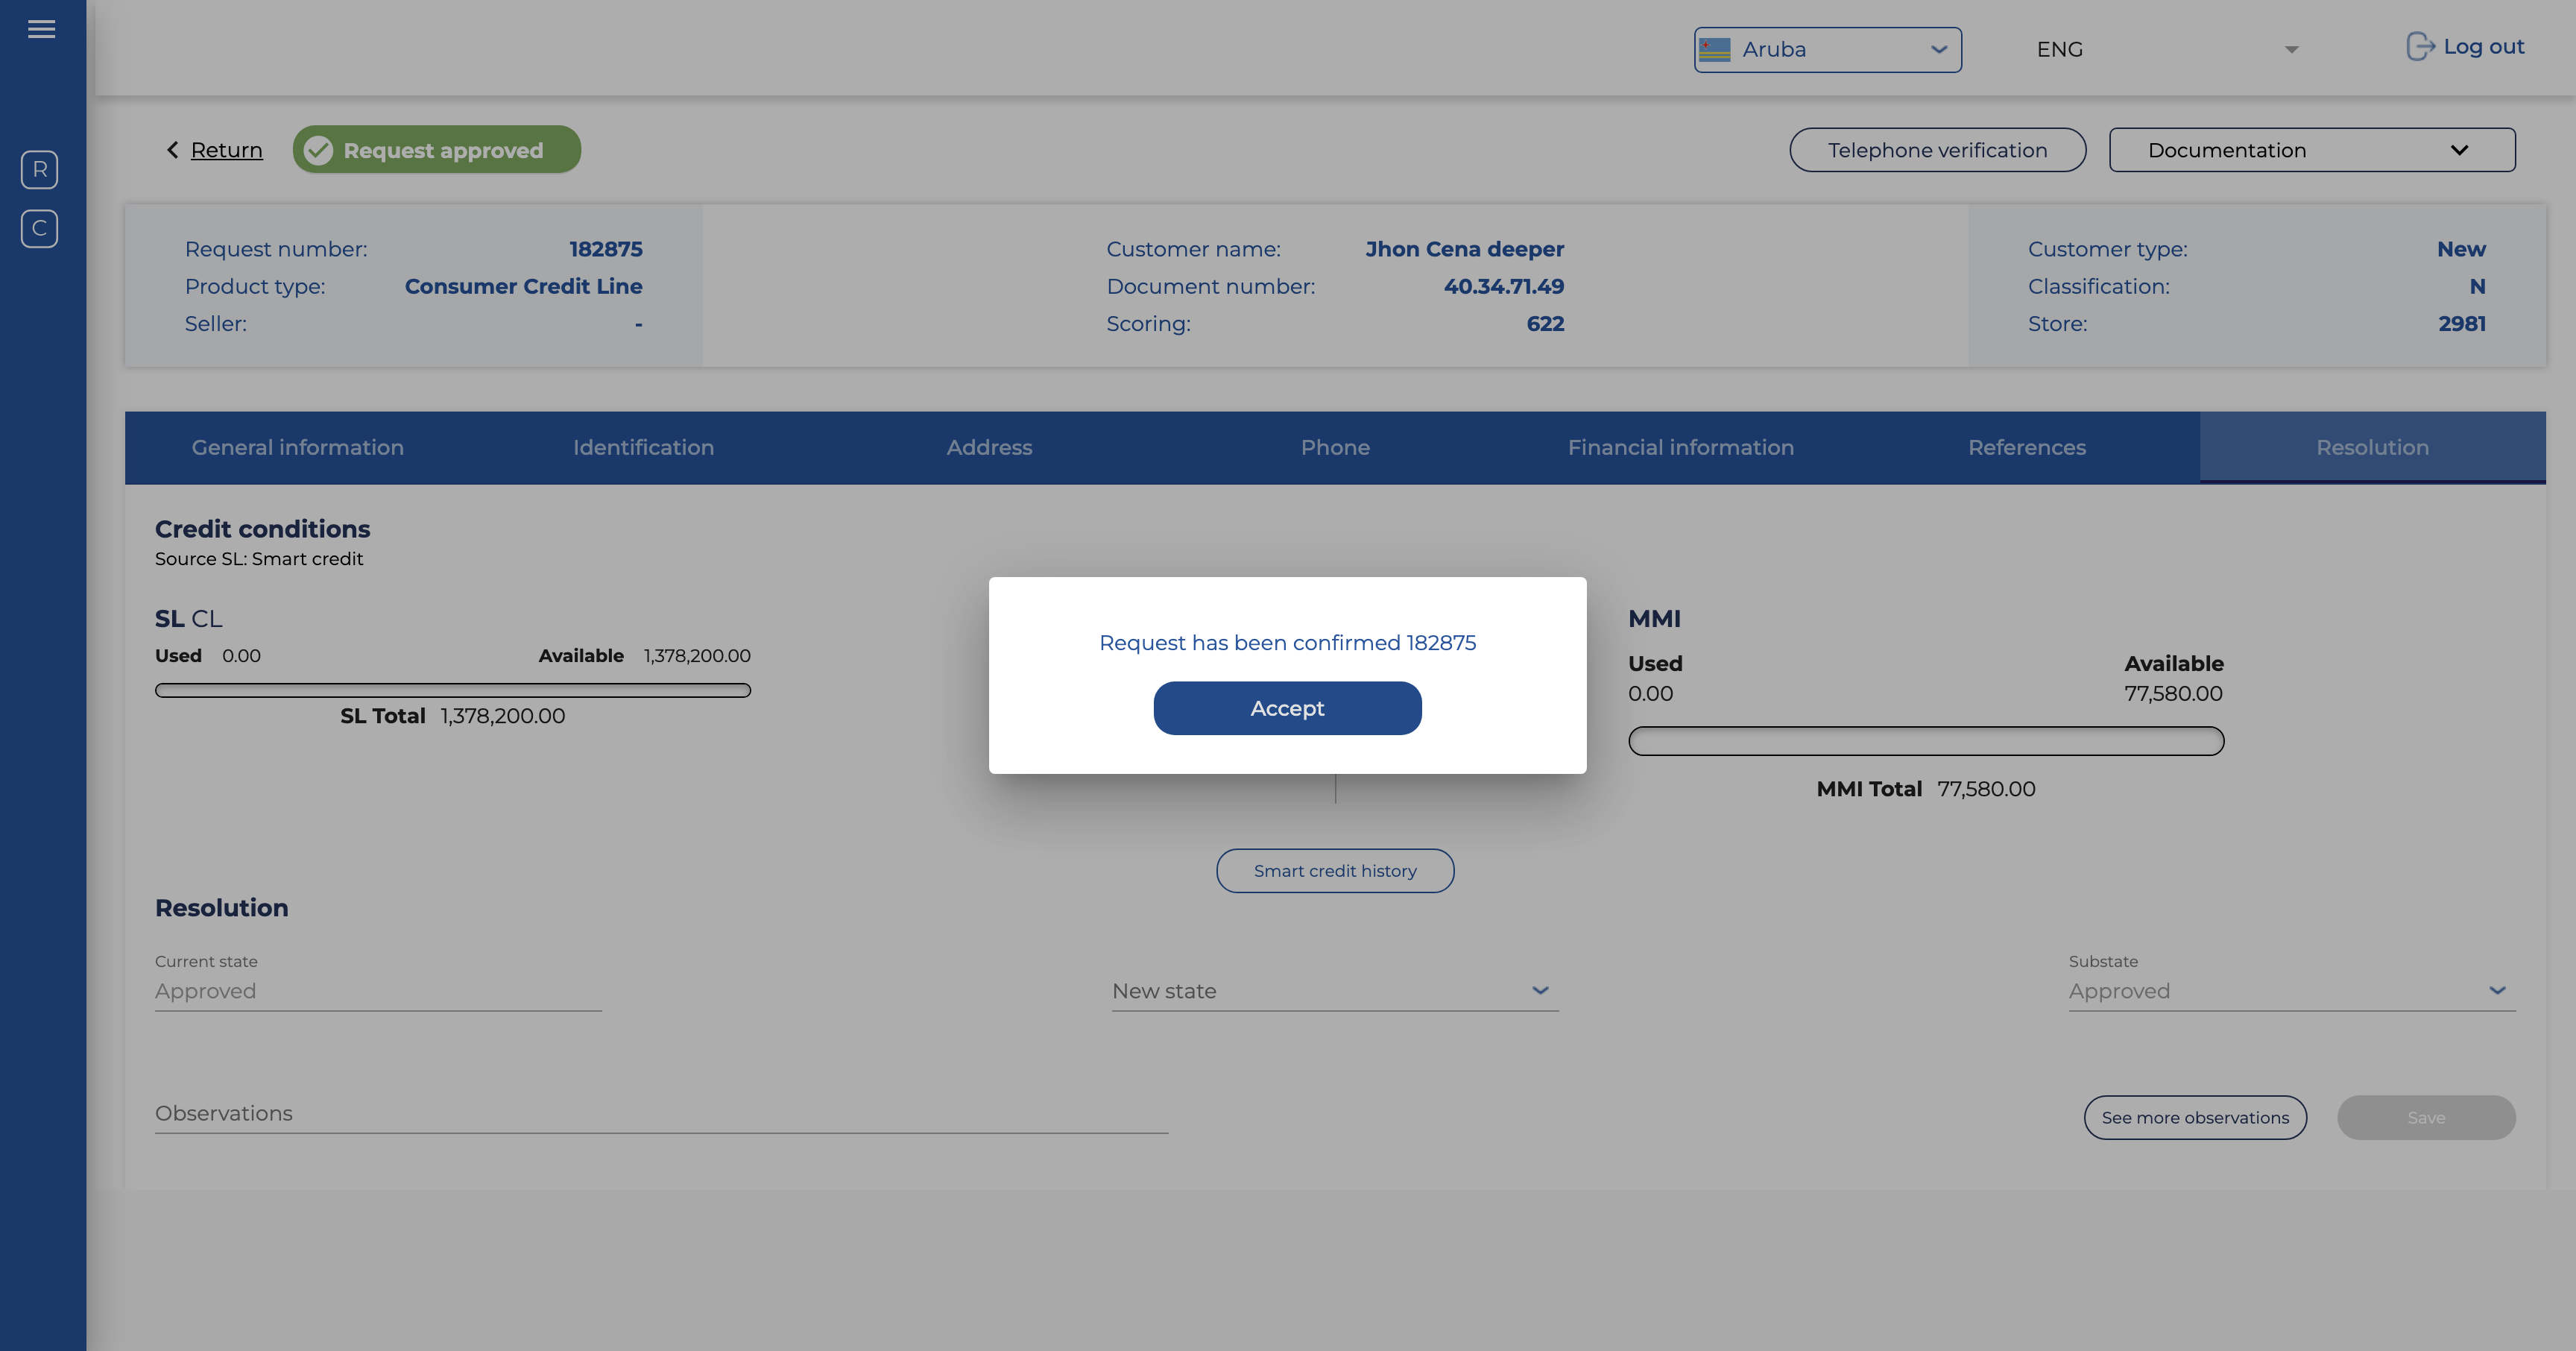 Aruba
ENG
Log out
R
C
Return
Request approved
Telephone verification
Documentation
Request number: 182875
Product type: Consumer Credit Line
Seller: -
Customer name: Jhon Cena deeper
Document number: 40.34.71.49
Scoring: 622
Customer type: New
Classification: N
Store: 2981
General information
Identification
Address
Phone
Financial information
References
Resolution
Credit conditions
Source SL: Smart credit
SL CL
Used 0.00 Available 1,378,200.00
SL Total 1,378,200.00
Request has been confirmed 182875
Accept
MMI
Used Available
0.00 77,580.00
MMI Total 77,580.00
Smart credit history
Resolution
Current state
Approved
New state
Substate
Approved
Observations
See more observations
Save